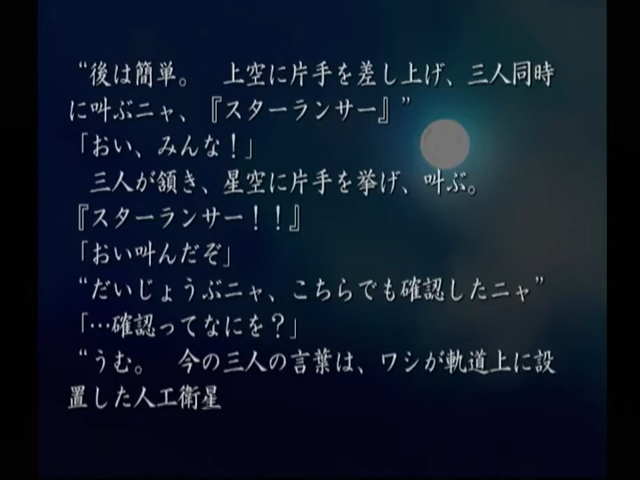 “後は簡単。　上空に片手を差し上げ、三人同時
に叫ぶニャ、『スターランサー』”
「おい、みんな！」
　三人が頷き、星空に片手を挙げ、叫ぶ。
『スターランサー！！』
「おい叫んだぞ」
“だいじょうぶニャ、こちらでも確認したニャ”
「…確認ってなにを？」
“うむ。　今の三人の言葉は、ワシが軌道上に設
置した人工衛星